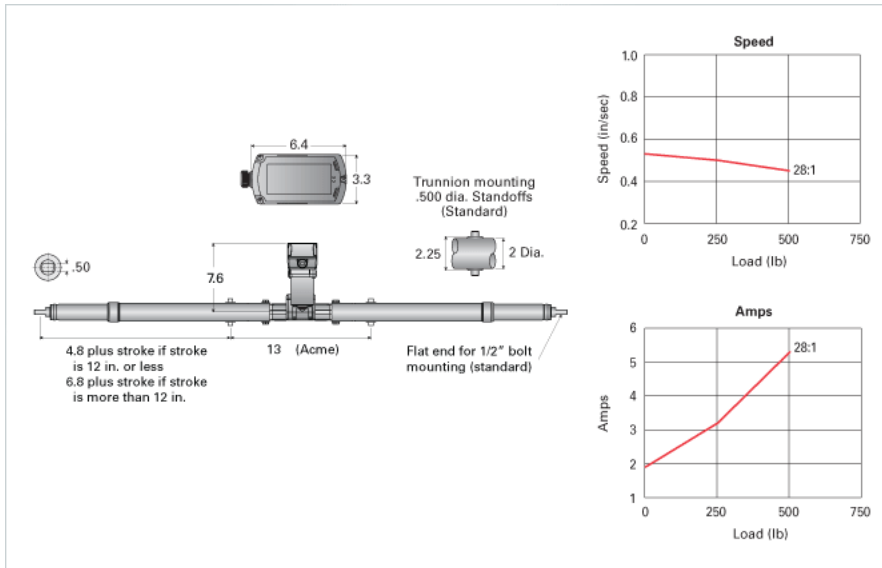 6.4
3.3
Trunnion mounting
.500 dia. Standoffs
(Standard)
2.25
2 Dia.
.50
7.6
4.8 plus stroke if stroke
is 12 in. or less
6.8 plus stroke if stroke
is more than 12 in.
13 (Acme)
Flat end for 1/2" bolt
mounting (standard)
Speed
Speed (in/sec)
1.0
0.8
0.6
0.4
0.2
28:1
0 250 500 750
Load (lb)
Amps
Amps
6
5
4
3
2
1
28:1
0 250 500 750
Load (lb)